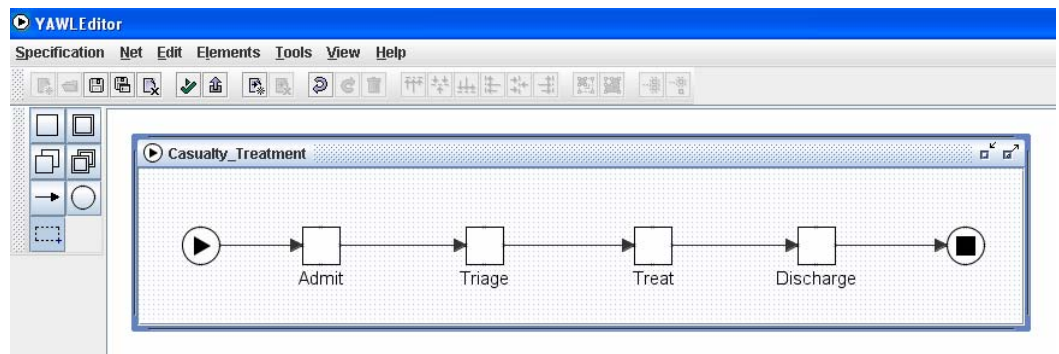 YAWLEditor
Specification Net Edit Elements Tools View Help
Casualty_Treatment
Admit Triage Treat Discharge